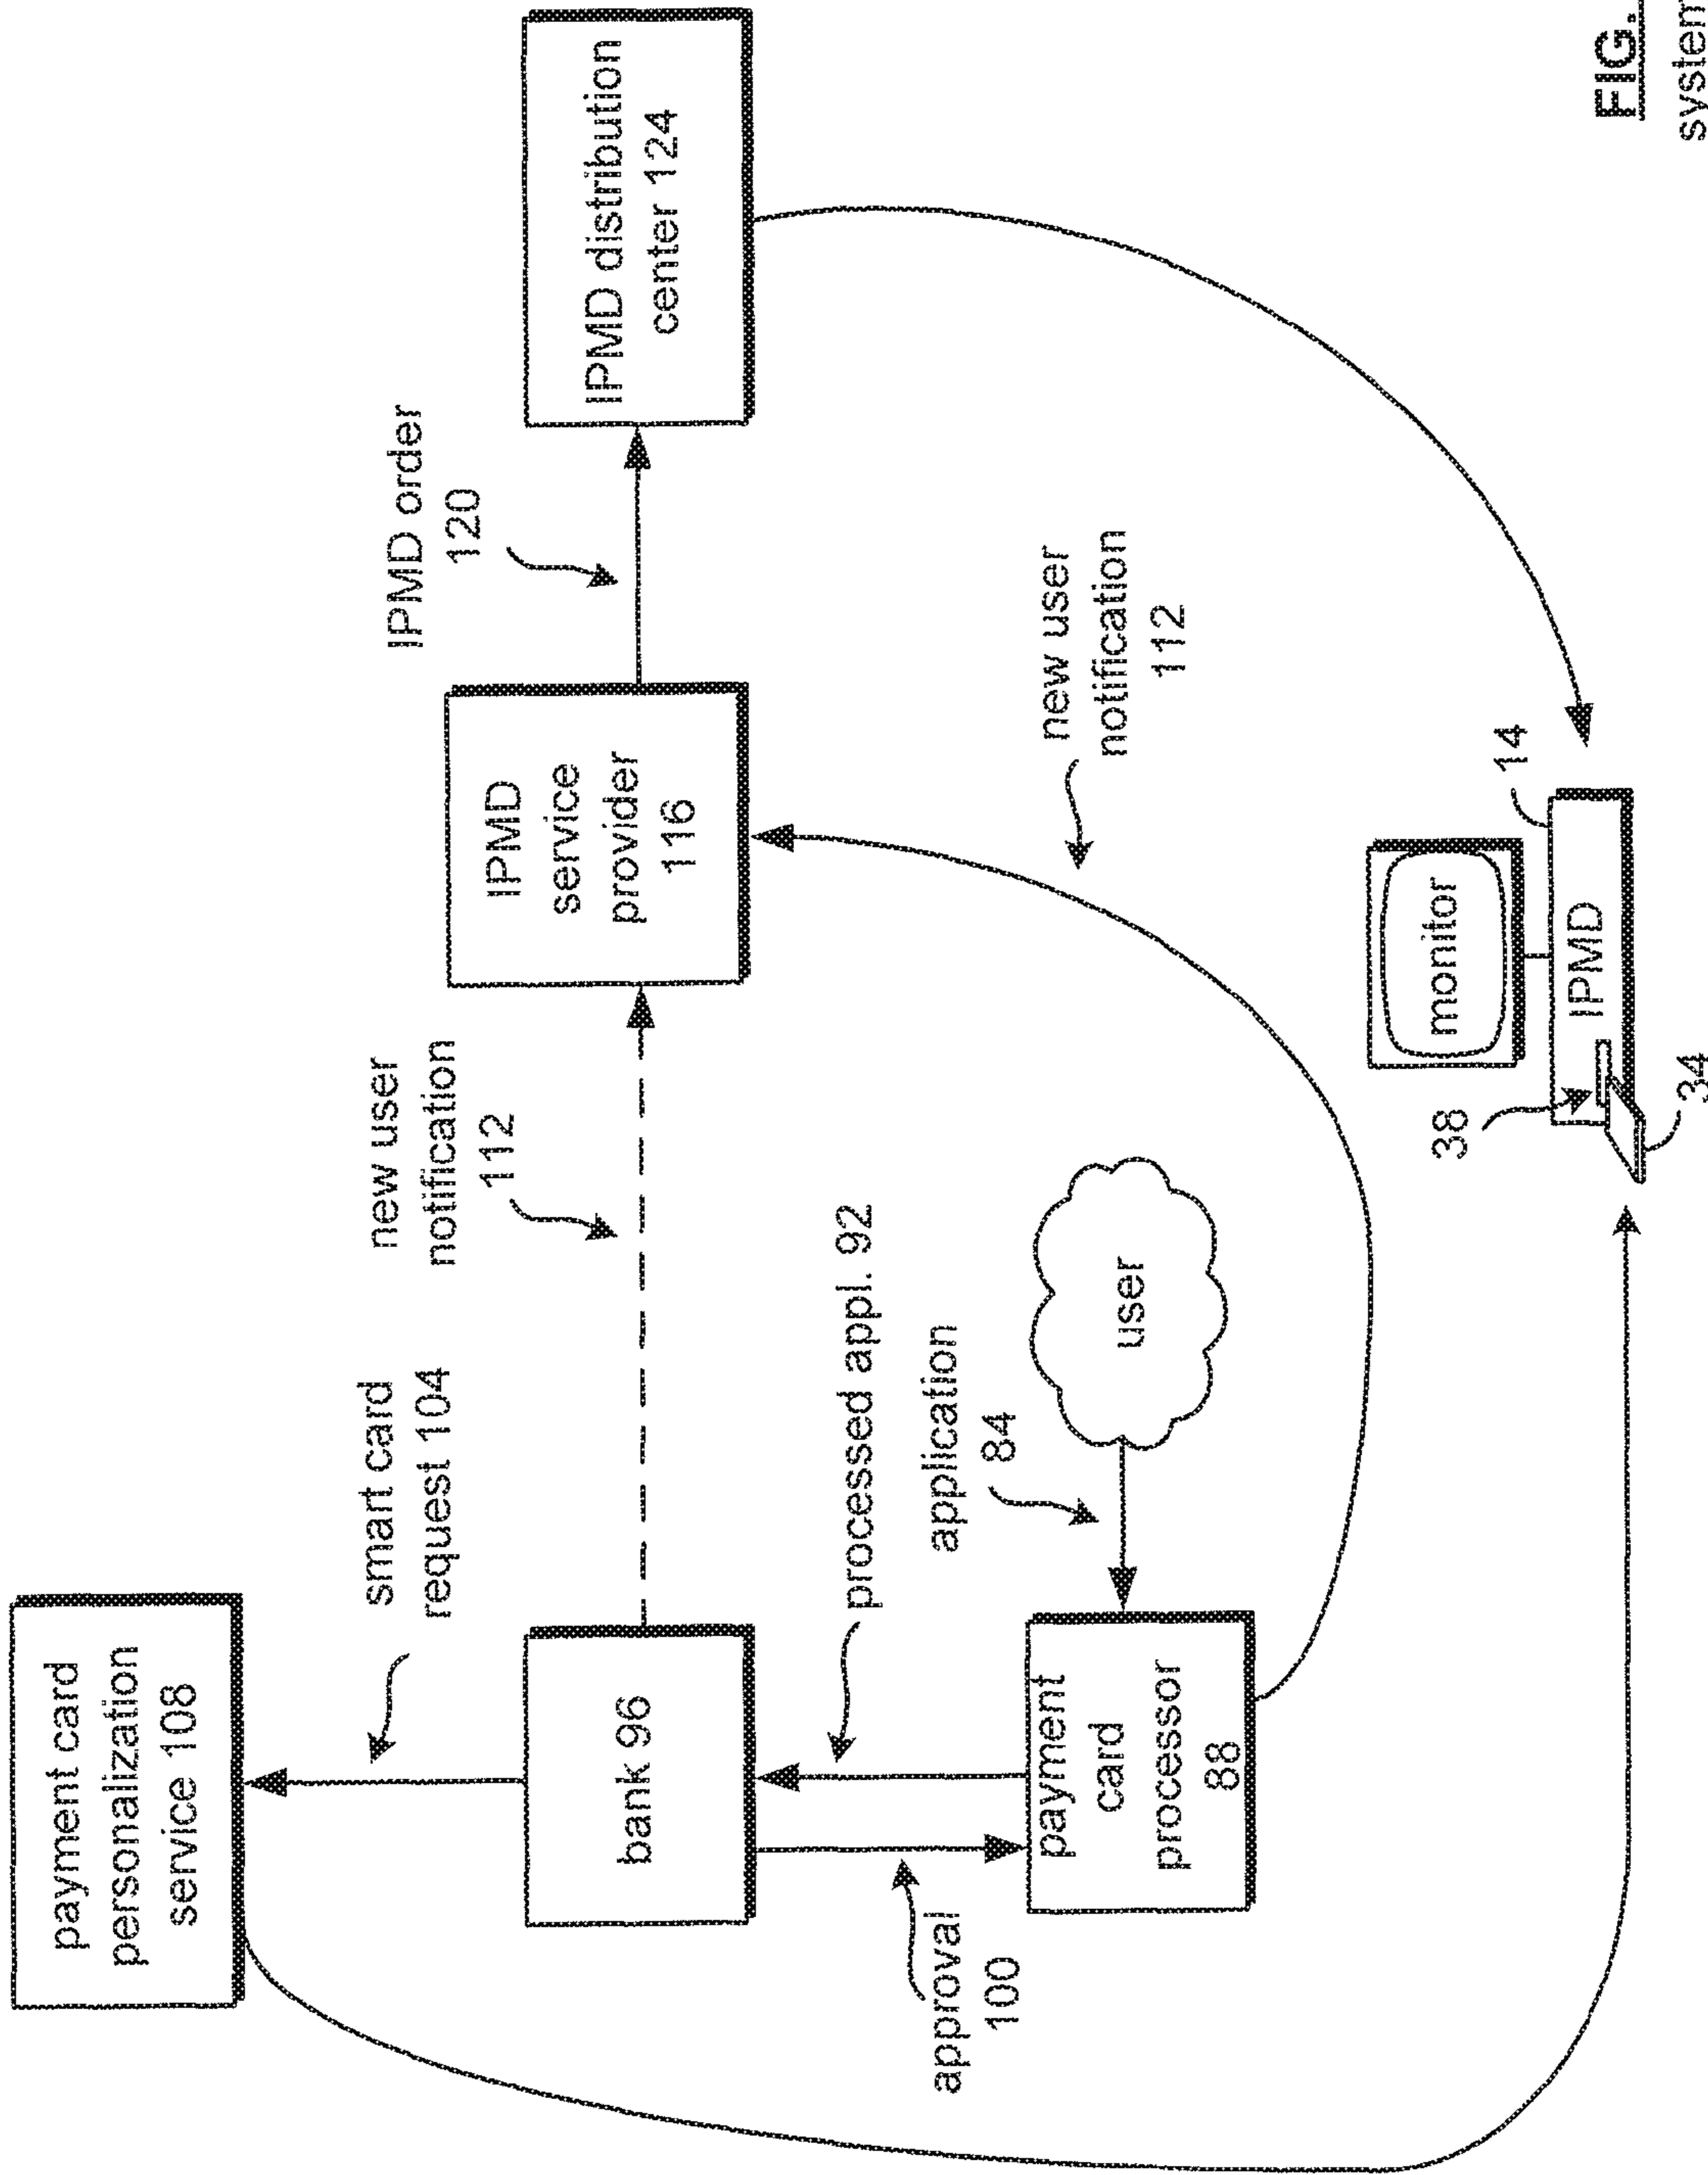 payment card
personalization
service 108
smart card
request 104
new user
notification
112
IPMD order
120
bank 96
IPMD
service
provider
116
IPMD distribution
center 124
approval
100
processed appl. 92
application
84
payment
card
processor
88
user
new user
notification
112
monitor
14
IPMD
38
34
FIG.
system